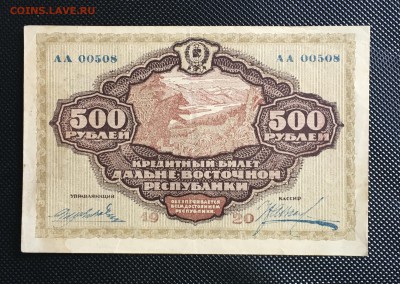 COINS.LAVE.RU
АА 00508 АА 00508
500 РУБЛЕЙ 500 РУБЛЕЙ
КРЕДИТНЫЙ БИЛЕТ
ДАЛЬНЕ-ВОСТОЧНОЙ
РЕСПУБЛИКИ
УПРАВЛЯЮЩИЙ КАССИР
ОБЕСПЕЧИВАЕТСЯ
ВСЕМ ДОСТОЯНИЕМ
РЕСПУБЛИКИ
19 20